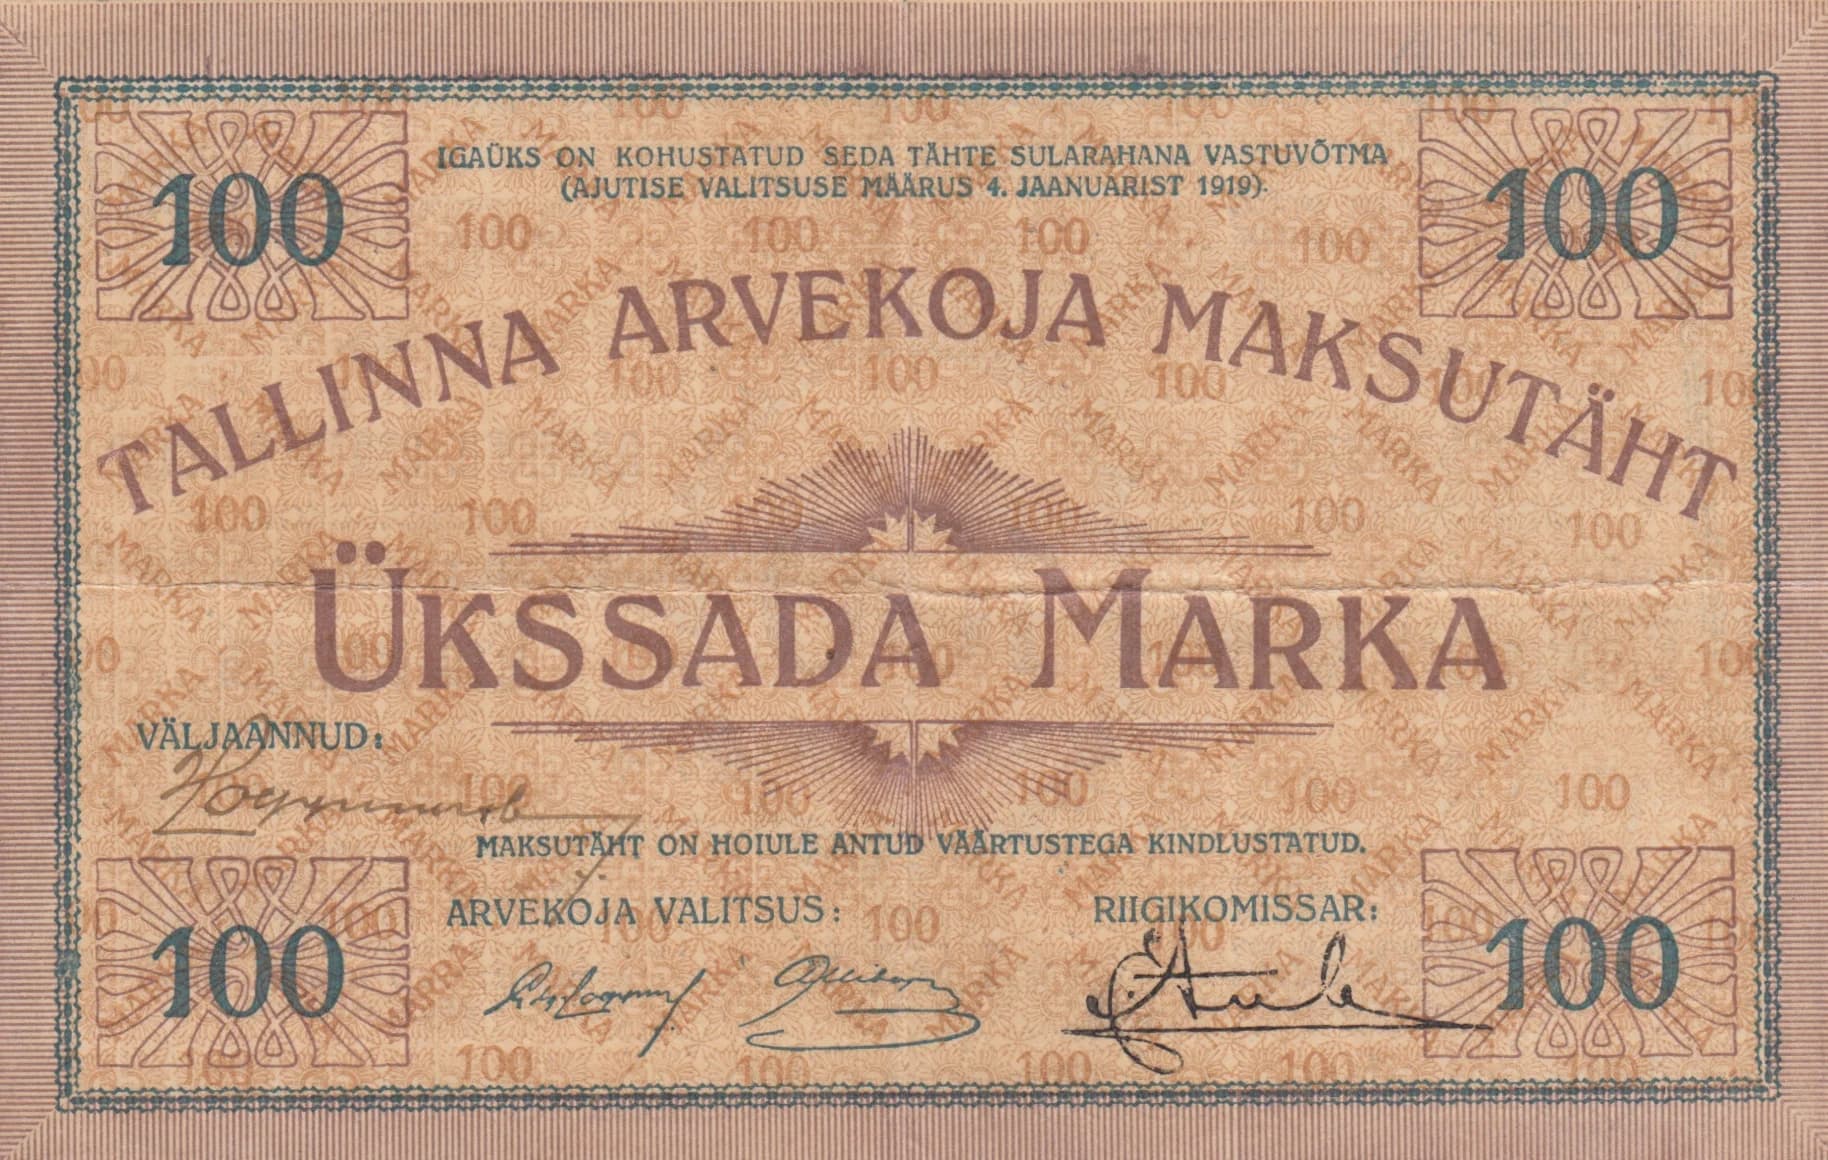 100
100
IGAÜKS ON KOHUSTATUD SEDA TÄHTE SULARAHANA VASTUVÕTMA
(AJUTISE VALITSUSE MÄÄRUS 4. JAANUARIST 1919).
TALLINNA ARVEKOJA MAKSUTÄHT
ÜKSSADA MARKA
VÄLJAANNUD:
MAKSUTÄHT ON HOIULE ANTUD VÄÄRTUSTEGA KINDLUSTATUD.
ARVEKOJA VALITSUS:
RIIGIKOMISSAR:
100
100